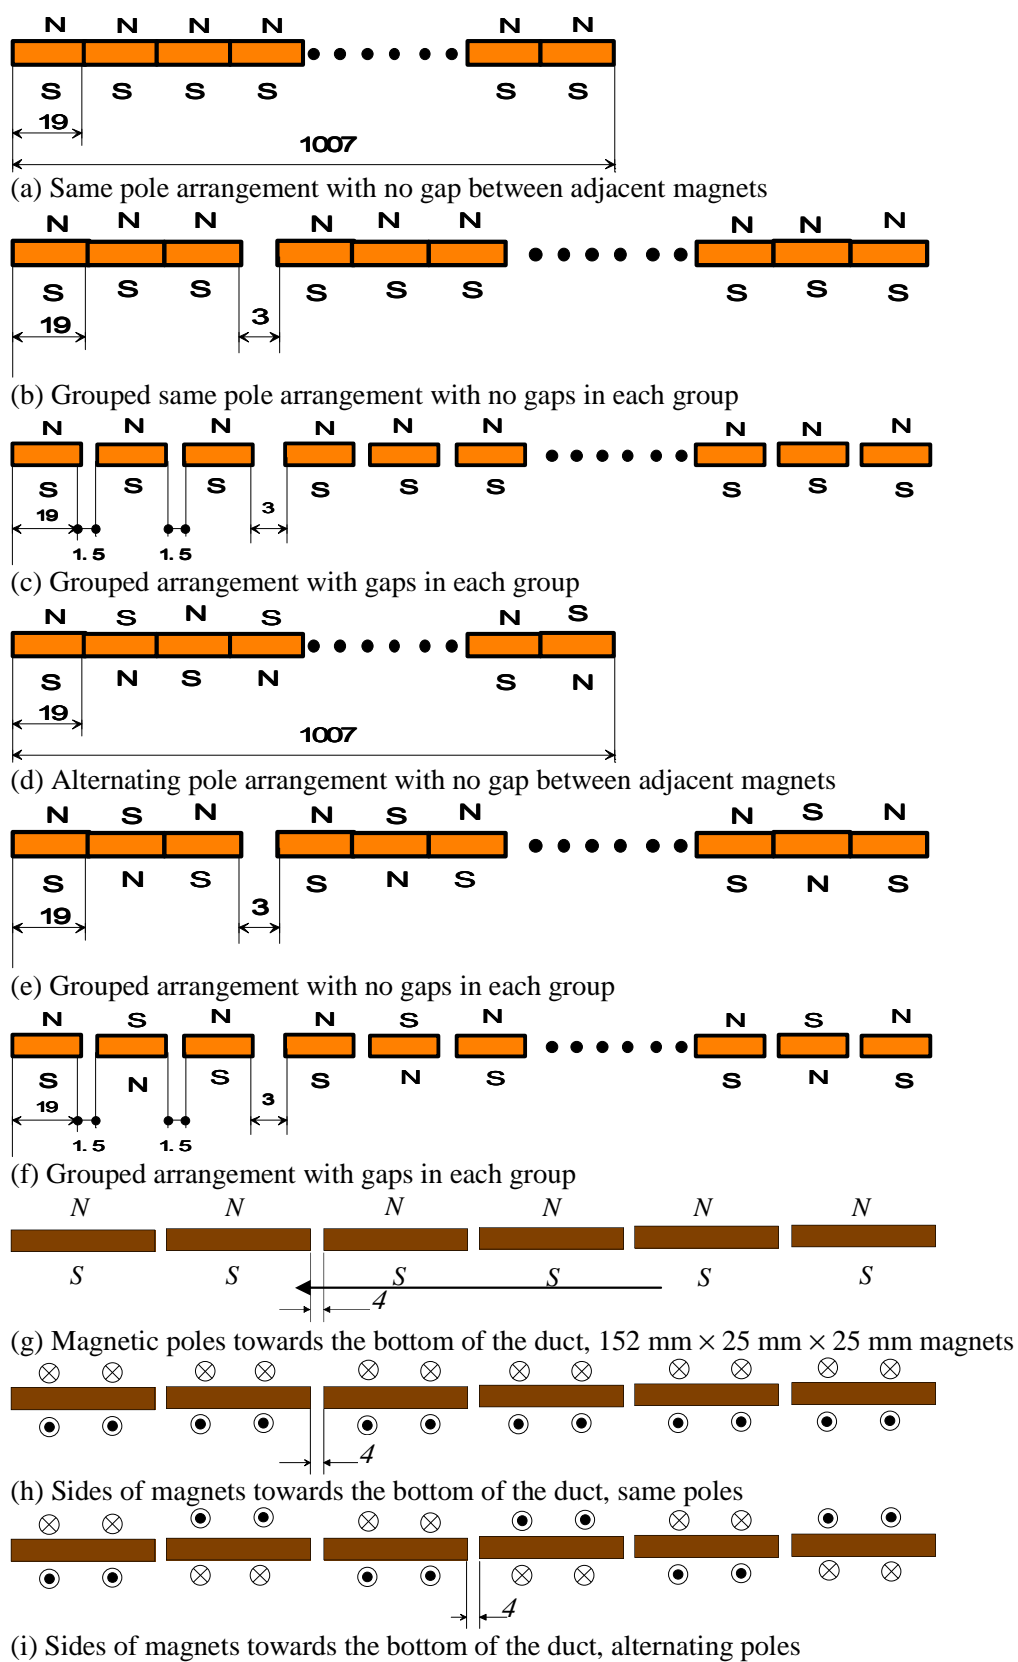 N N N N N N
S S S S S S
19
1007
(a) Same pole arrangement with no gap between adjacent magnets
N N N N N N N N N
S S S S S S S S S
19 3
(b) Grouped same pole arrangement with no gaps in each group
N N N N N N N N N
S S S S S S S S S
19 3
1.5 1.5
(c) Grouped arrangement with gaps in each group
N S N S N S
S N S N S N
19
1007
(d) Alternating pole arrangement with no gap between adjacent magnets
N S N N S N N S N
S N S S N S S N S
19 3
(e) Grouped arrangement with no gaps in each group
N S N N S N N S N
S N S S N S S N S
19 3
1.5 1.5
(f) Grouped arrangement with gaps in each group
N N N N N N
S S S S S S
4
(g) Magnetic poles towards the bottom of the duct, 152 mm × 25 mm × 25 mm magnets
4
(h) Sides of magnets towards the bottom of the duct, same poles
4
(i) Sides of magnets towards the bottom of the duct, alternating poles